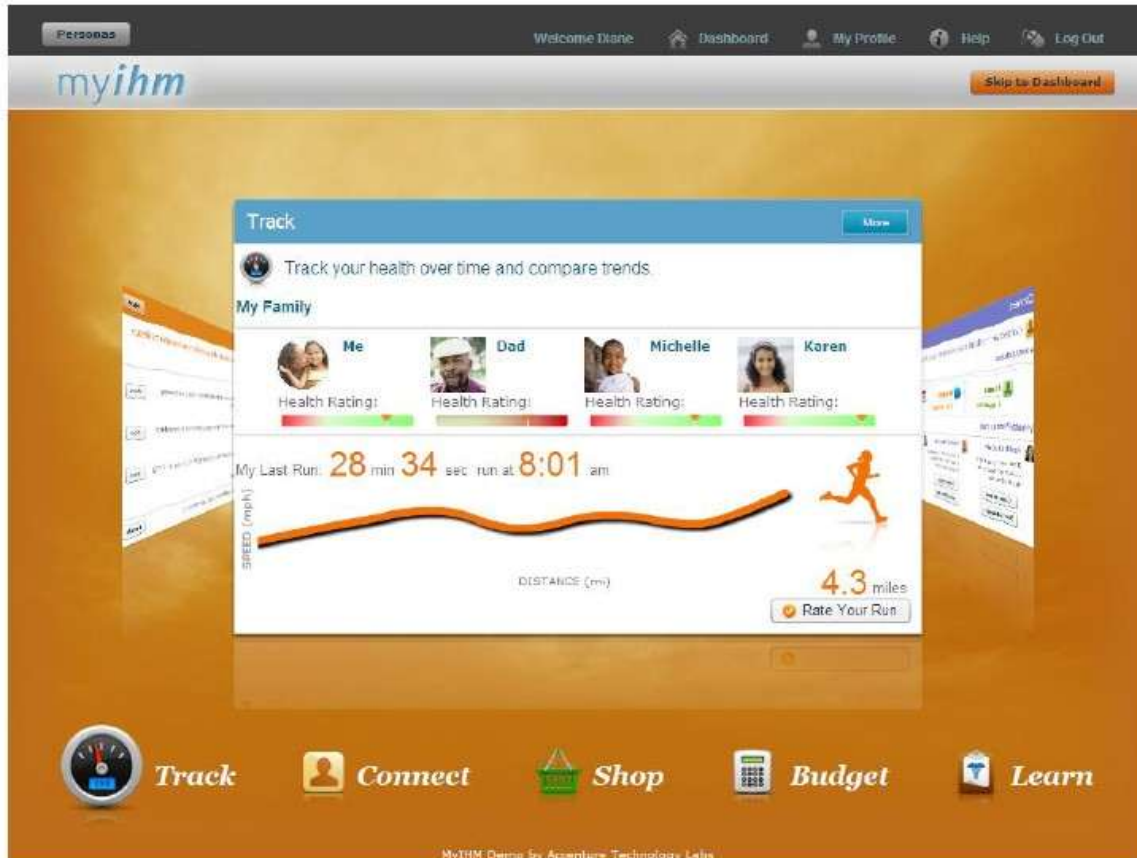 Personas
Welcome Diane Dashboard My Profile Help Log Out
myihm
Skip to Dashboard
Track
More
Track your health over time and compare trends
My Family
Me Dad Michelle Karen
Health Rating: Health Rating: Health Rating: Health Rating:
My Last Run: 28 min 34 sec run at 8:01 am
SPEED (mph)
DISTANCE (mi)
4.3 miles
Rate Your Run
Track Connect Shop Budget Learn
MyIHM Demo by Accenture Technology Labs